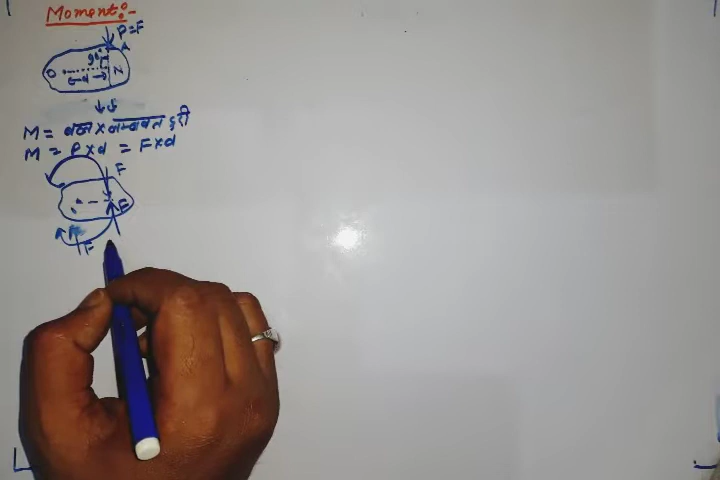 Moment:-
P=F
A
90°
O d N
M = बल × लम्बवत दूरी
M = P×d = F×d
F
F
F